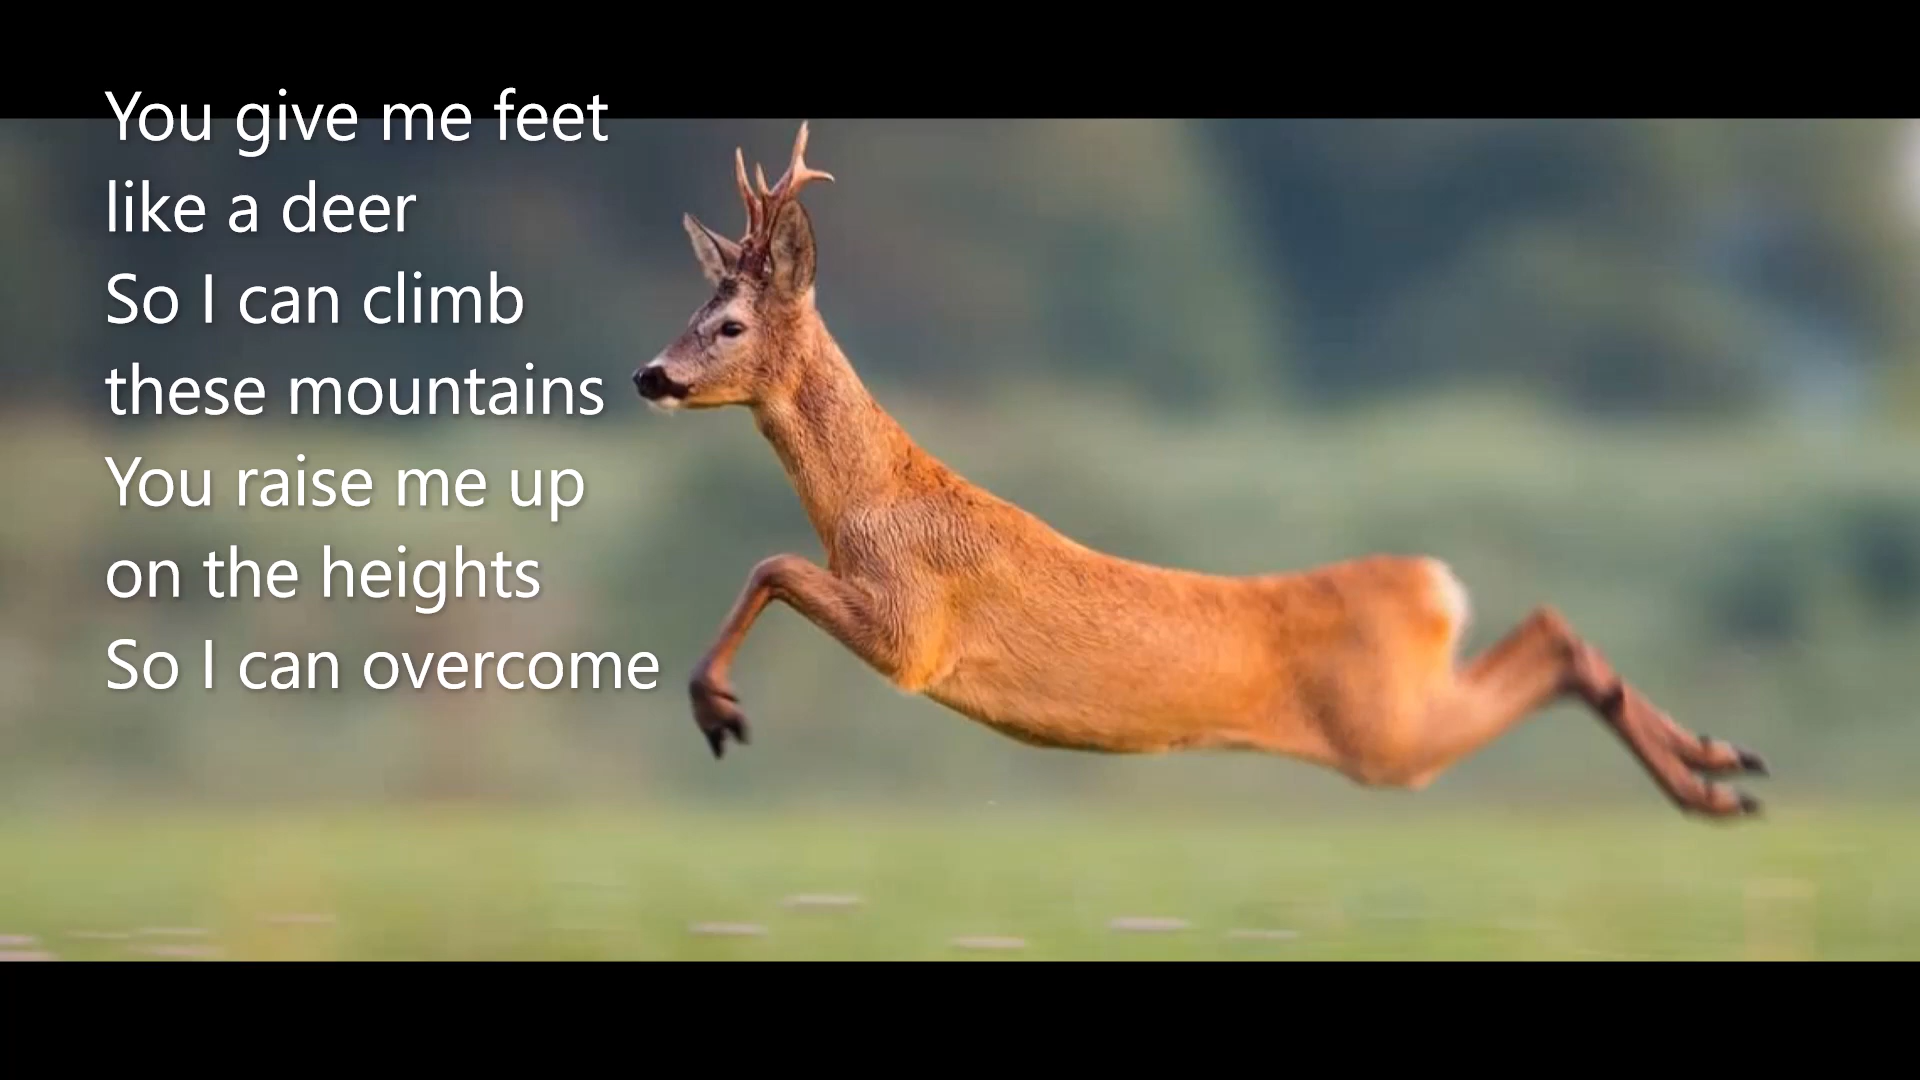 You give me feet
like a deer
So I can climb
these mountains
You raise me up
on the heights
So I can overcome